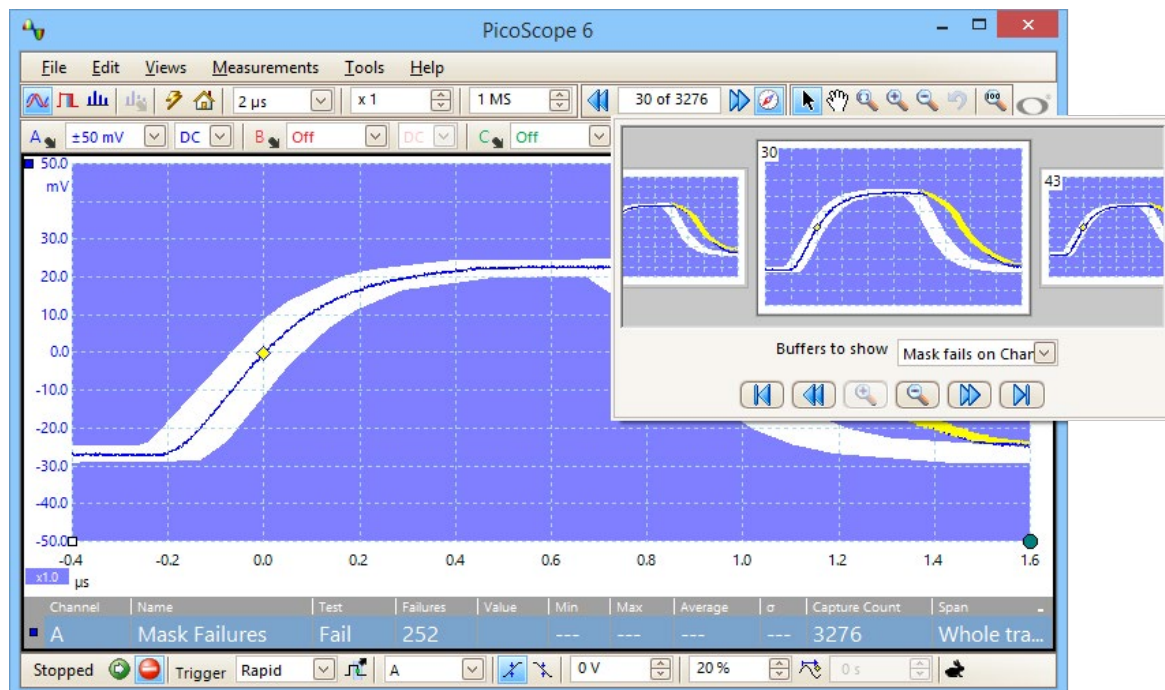 PicoScope 6
File Edit Views Measurements Tools Help
2 µs x 1 1 MS 30 of 3276
A ±50 mV DC B Off DC C Off
50.0
mV
30.0
20.0
10.0
0.0
-10.0
-20.0
-30.0
-40.0
-50.0
-0.4 -0.2 0.0 0.2 0.4 0.6 0.8 1.0 1.2 1.4 1.6
x1.0 µs
30
43
Buffers to show Mask fails on Char
Channel Name Test Failures Value Min Max Average σ Capture Count Span
A Mask Failures Fail 252 --- --- --- --- 3276 Whole tra...
Stopped Trigger Rapid A 0 V 20 % 0 s